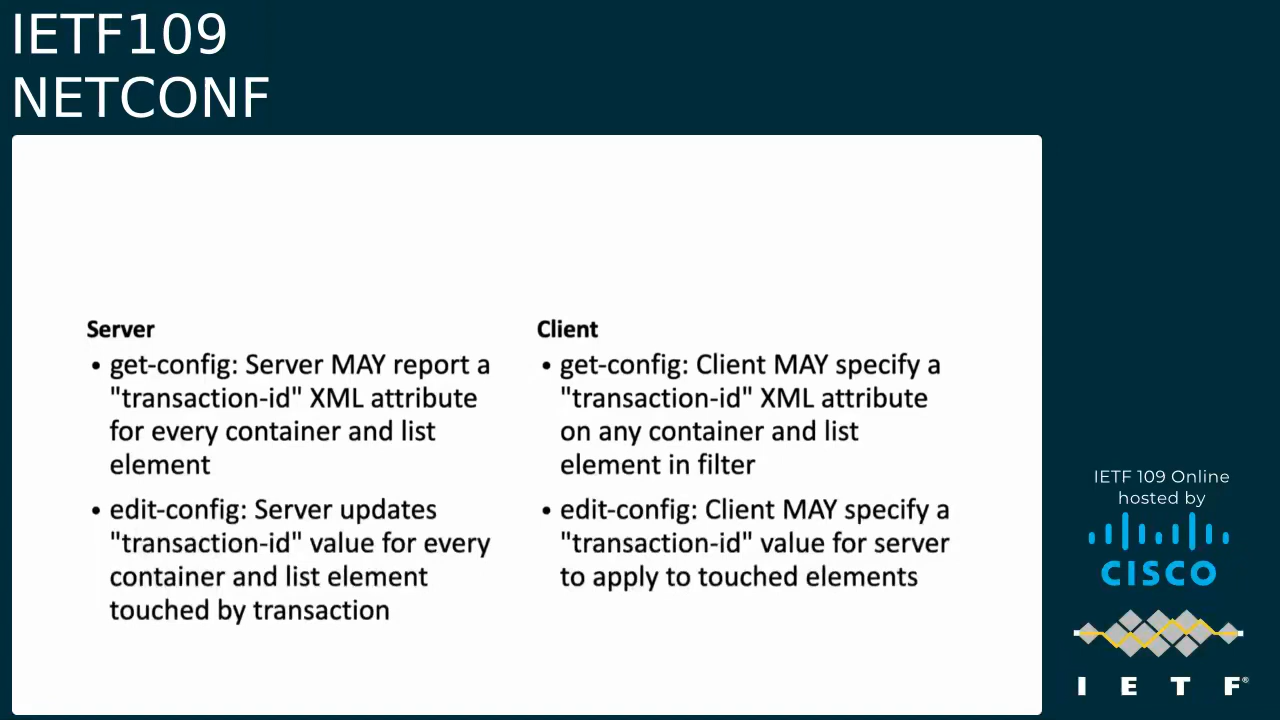 IETF109
NETCONF
Server
• get-config: Server MAY report a
"transaction-id" XML attribute
for every container and list
element
• edit-config: Server updates
"transaction-id" value for every
container and list element
touched by transaction
Client
• get-config: Client MAY specify a
"transaction-id" XML attribute
on any container and list
element in filter
• edit-config: Client MAY specify a
"transaction-id" value for server
to apply to touched elements
IETF 109 Online
hosted by
CISCO
I E T F®